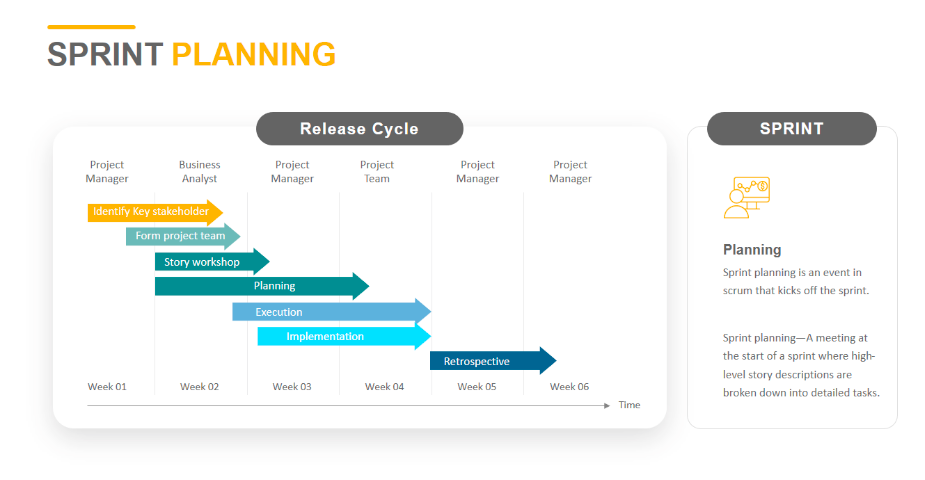 SPRINT PLANNING
Release Cycle
Project Manager
Business Analyst
Project Manager
Project Team
Project Manager
Project Manager
Identify Key stakeholder
Form project team
Story workshop
Planning
Execution
Implementation
Retrospective
Week 01
Week 02
Week 03
Week 04
Week 05
Week 06
Time
SPRINT
Planning
Sprint planning is an event in
scrum that kicks off the sprint.
Sprint planning—A meeting at
the start of a sprint where high-
level story descriptions are
broken down into detailed tasks.